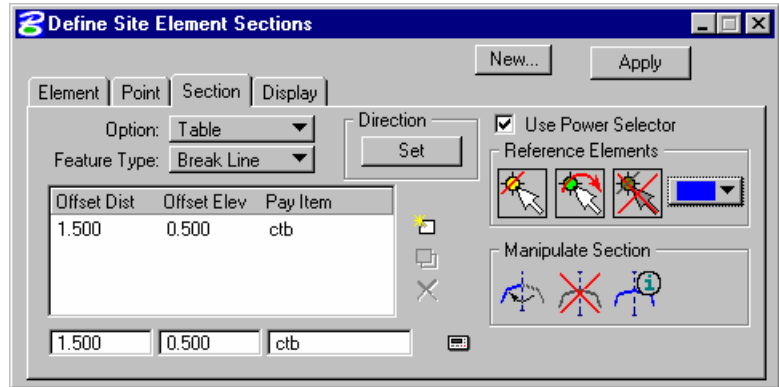 Define Site Element Sections
New... Apply
Element Point Section Display
Option: Table Direction Use Power Selector
Feature Type: Break Line Set Reference Elements
Offset Dist Offset Elev Pay Item
1.500 0.500 ctb
Manipulate Section
1.500 0.500 ctb